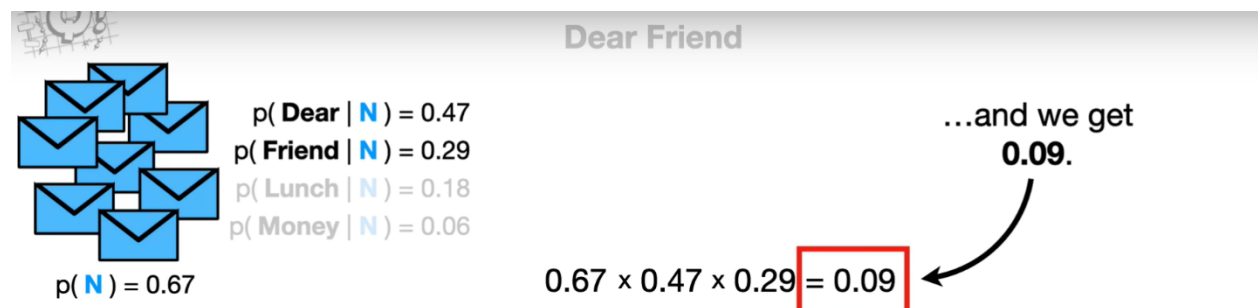 Dear Friend
p( Dear | N ) = 0.47
p( Friend | N ) = 0.29
p( Lunch | N ) = 0.18
p( Money | N ) = 0.06
p( N ) = 0.67
…and we get
0.09.
0.67 x 0.47 x 0.29 = 0.09